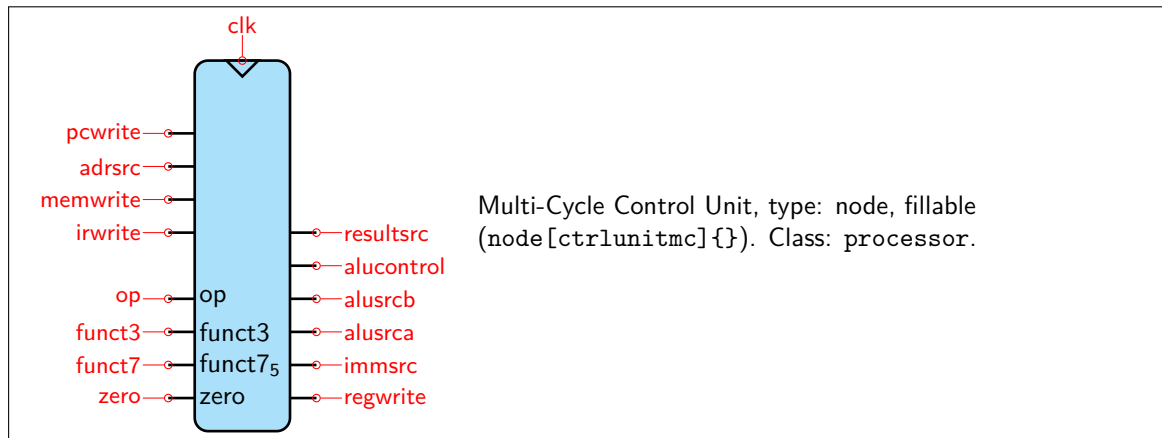 clk
pcwrite
adrsrc
memwrite
irwrite
op
funct3
funct7
zero
op
funct3
funct7₅
zero
resultsrc
alucontrol
alusrcb
alusrca
immsrc
regwrite
Multi-Cycle Control Unit, type: node, fillable
(node[ctrlunitmc]{}). Class: processor.